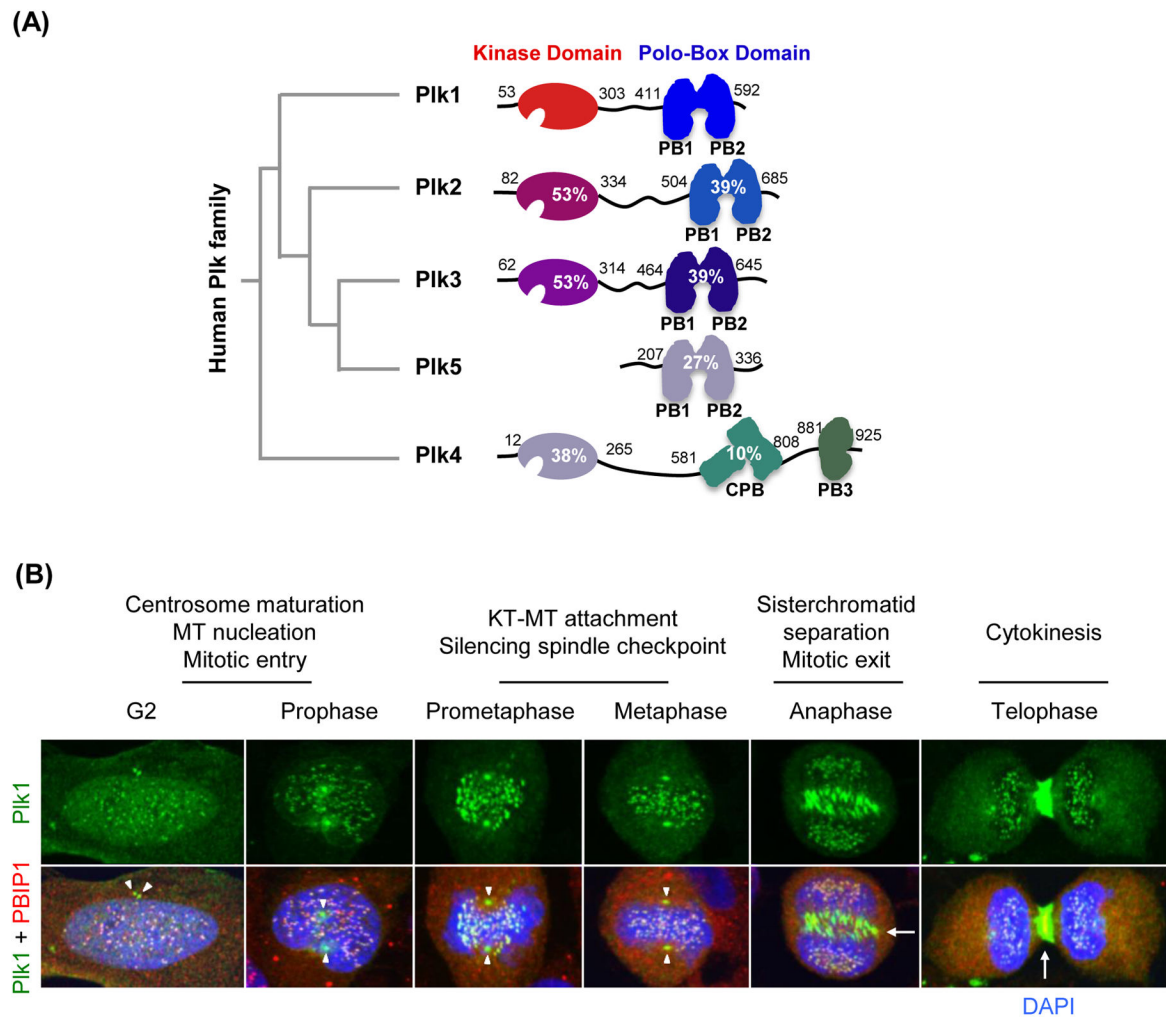 (A)
Kinase Domain Polo-Box Domain
Human Plk family
Plk1 53 303 411 592
PB1 PB2
Plk2 82 53% 334 504 39% 685
PB1 PB2
Plk3 62 53% 314 464 39% 645
PB1 PB2
Plk5 207 27% 336
PB1 PB2
Plk4 12 38% 265 581 10% 808 881 925
CPB PB3
(B)
Centrosome maturation
MT nucleation
Mitotic entry
KT-MT attachment
Silencing spindle checkpoint
Sisterchromatid
separation
Mitotic exit
Cytokinesis
G2 Prophase Prometaphase Metaphase Anaphase Telophase
Plk1
Plk1 + PBIP1
DAPI